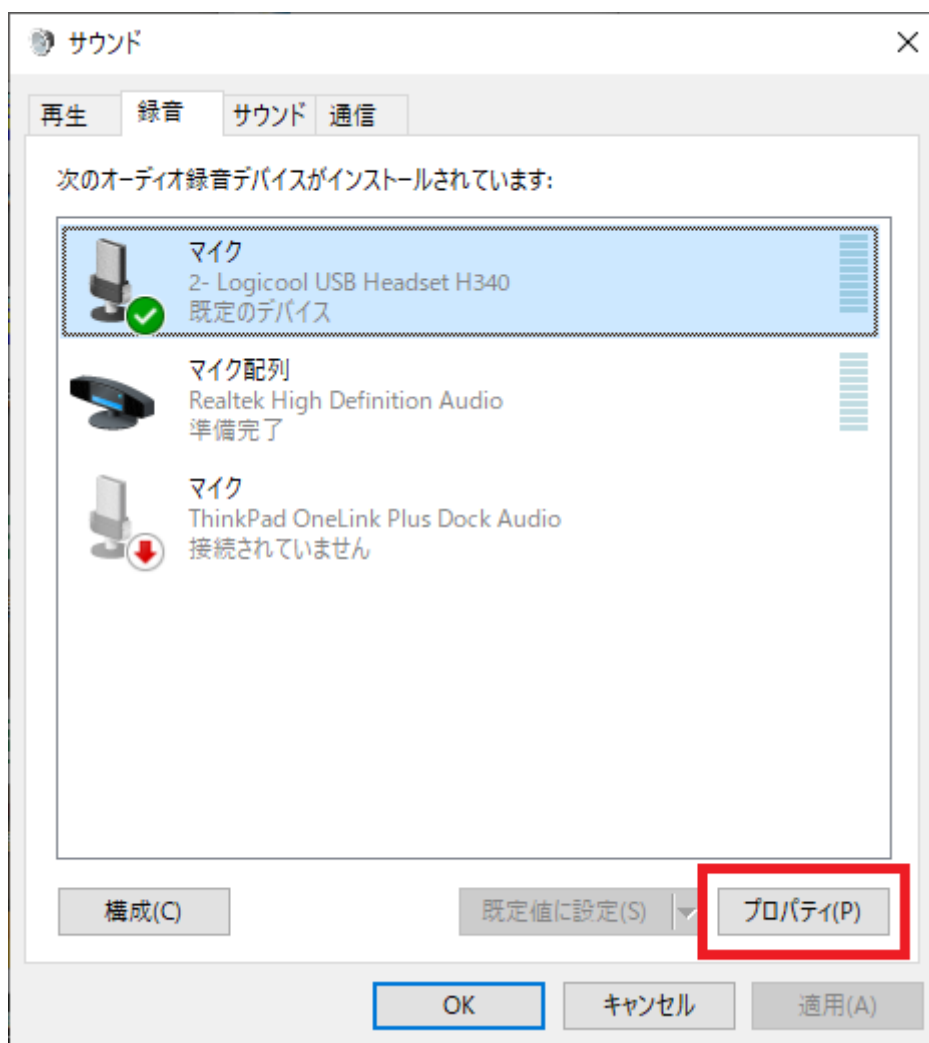 サウンド
再生 録音 サウンド 通信
次のオーディオ録音デバイスがインストールされています:
マイク
2- Logicool USB Headset H340
既定のデバイス
マイク配列
Realtek High Definition Audio
準備完了
マイク
ThinkPad OneLink Plus Dock Audio
接続されていません
構成(C) 既定値に設定(S) プロパティ(P)
OK キャンセル 適用(A)